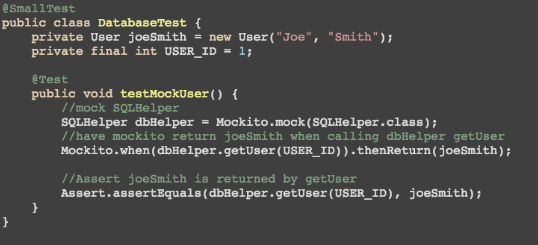 @SmallTest
public class DatabaseTest {
    private User joeSmith = new User("Joe", "Smith");
    private final int USER_ID = 1;

    @Test
    public void testMockUser() {
        //mock SQLHelper
        SQLHelper dbHelper = Mockito.mock(SQLHelper.class);
        //have mockito return joeSmith when calling dbHelper getUser
        Mockito.when(dbHelper.getUser(USER_ID)).thenReturn(joeSmith);

        //Assert joeSmith is returned by getUser
        Assert.assertEquals(dbHelper.getUser(USER_ID), joeSmith);
    }
}